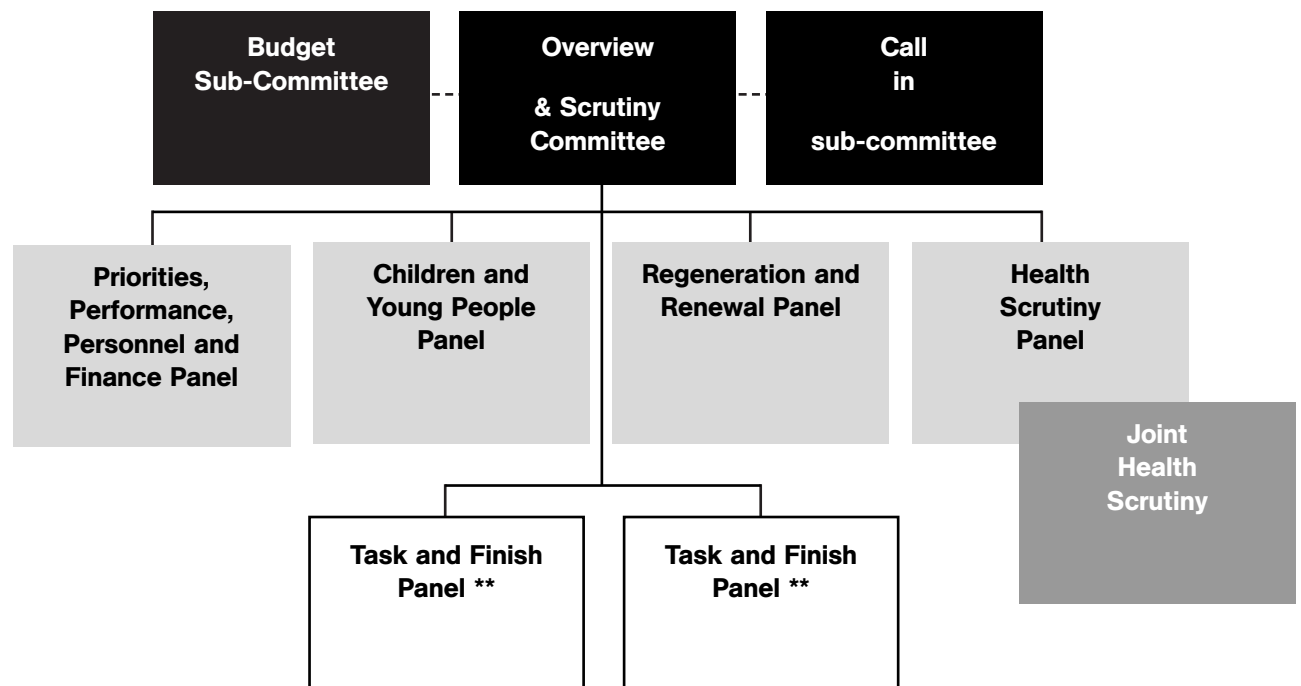 Budget
Sub-Committee
Overview
& Scrutiny
Committee
Call
in
sub-committee
Priorities,
Performance,
Personnel and
Finance Panel
Children and
Young People
Panel
Regeneration and
Renewal Panel
Health
Scrutiny
Panel
Joint
Health
Scrutiny
Task and Finish
Panel **
Task and Finish
Panel **